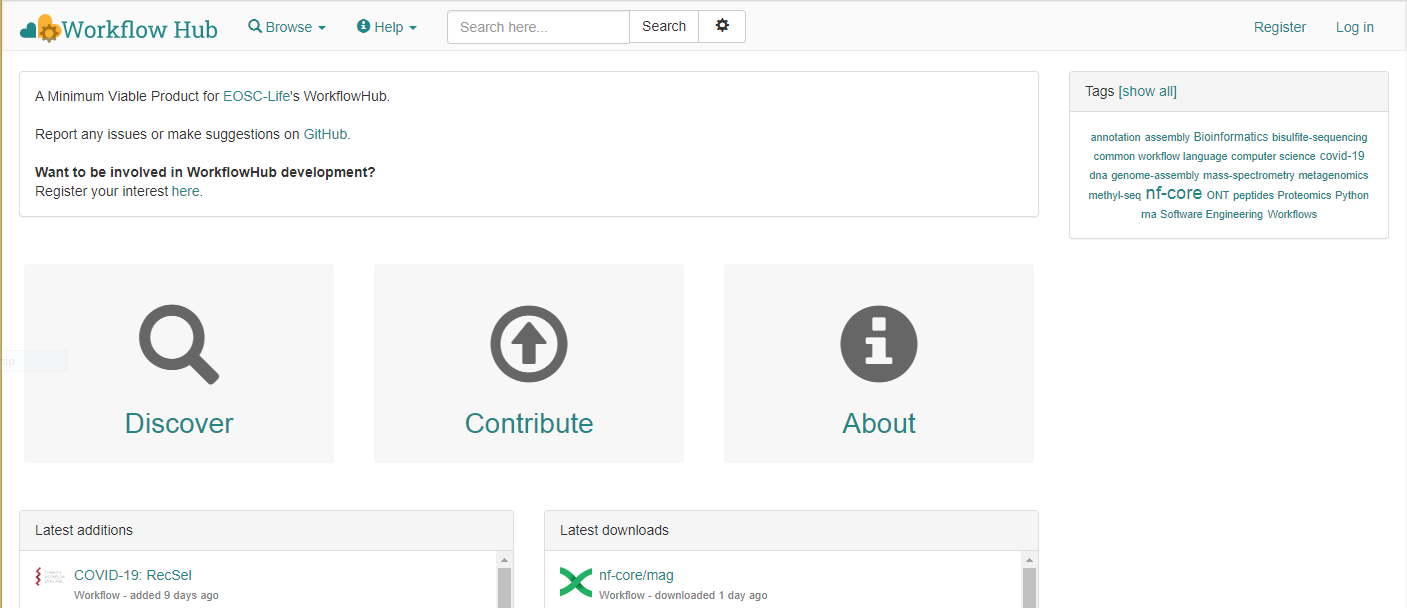 Workflow Hub Browse Help Search here... Search Register Log in
A Minimum Viable Product for EOSC-Life's WorkflowHub.
Report any issues or make suggestions on GitHub.
Want to be involved in WorkflowHub development?
Register your interest here.
Tags [show all]
annotation assembly Bioinformatics bisulfite-sequencing
common workflow language computer science covid-19
dna genome-assembly mass-spectrometry metagenomics
methyl-seq nf-core ONT peptides Proteomics Python
rna Software Engineering Workflows
Discover
Contribute
About
Latest additions
COVID-19: RecSel
Workflow - added 9 days ago
Latest downloads
nf-core/mag
Workflow - downloaded 1 day ago